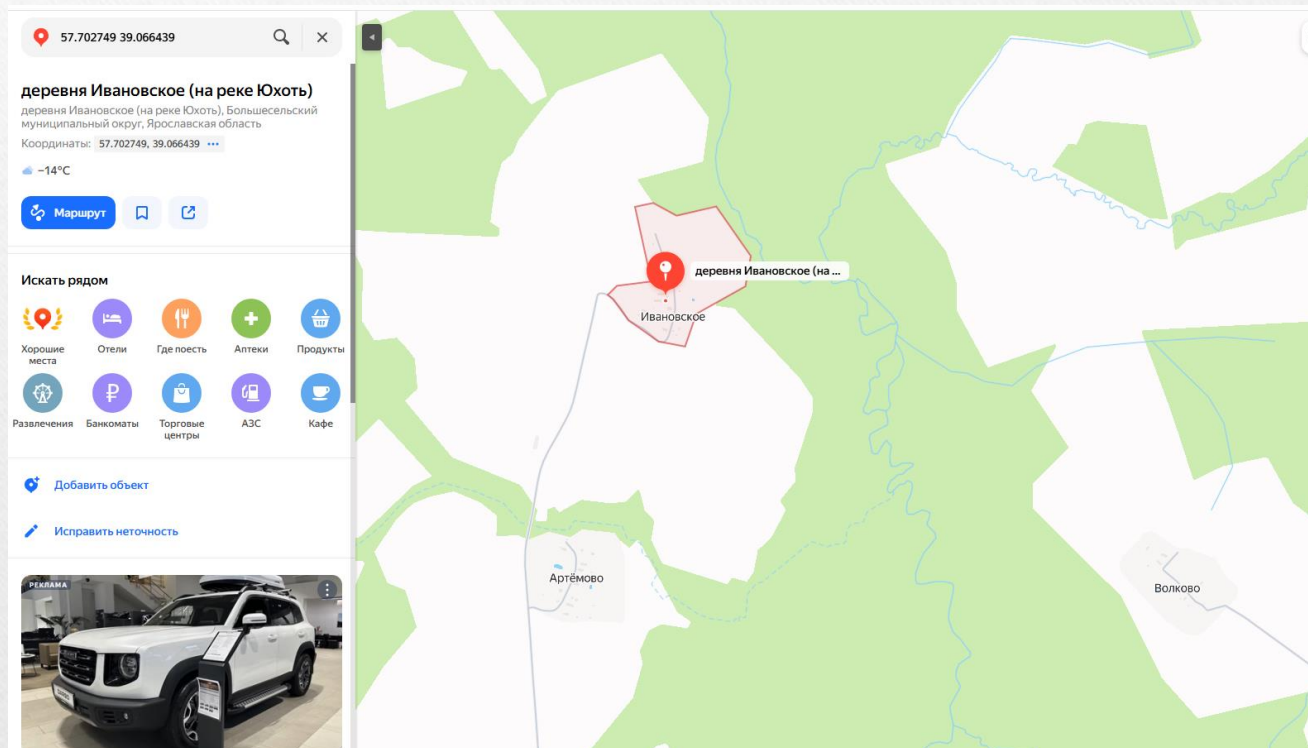 57.702749 39.066439
деревня Ивановское (на реке Юхоть)
деревня Ивановское (на реке Юхоть), Большесельский
муниципальный округ, Ярославская область
Координаты: 57.702749, 39.066439 •••
−14°C
Маршрут
Искать рядом
Хорошие
места
Отели
Где поесть
Аптеки
Продукты
Развлечения
Банкоматы
Торговые
центры
АЗС
Кафе
Добавить объект
Исправить неточность
РЕКЛАМА
деревня Ивановское (на ...
Ивановское
Артёмово
Волково